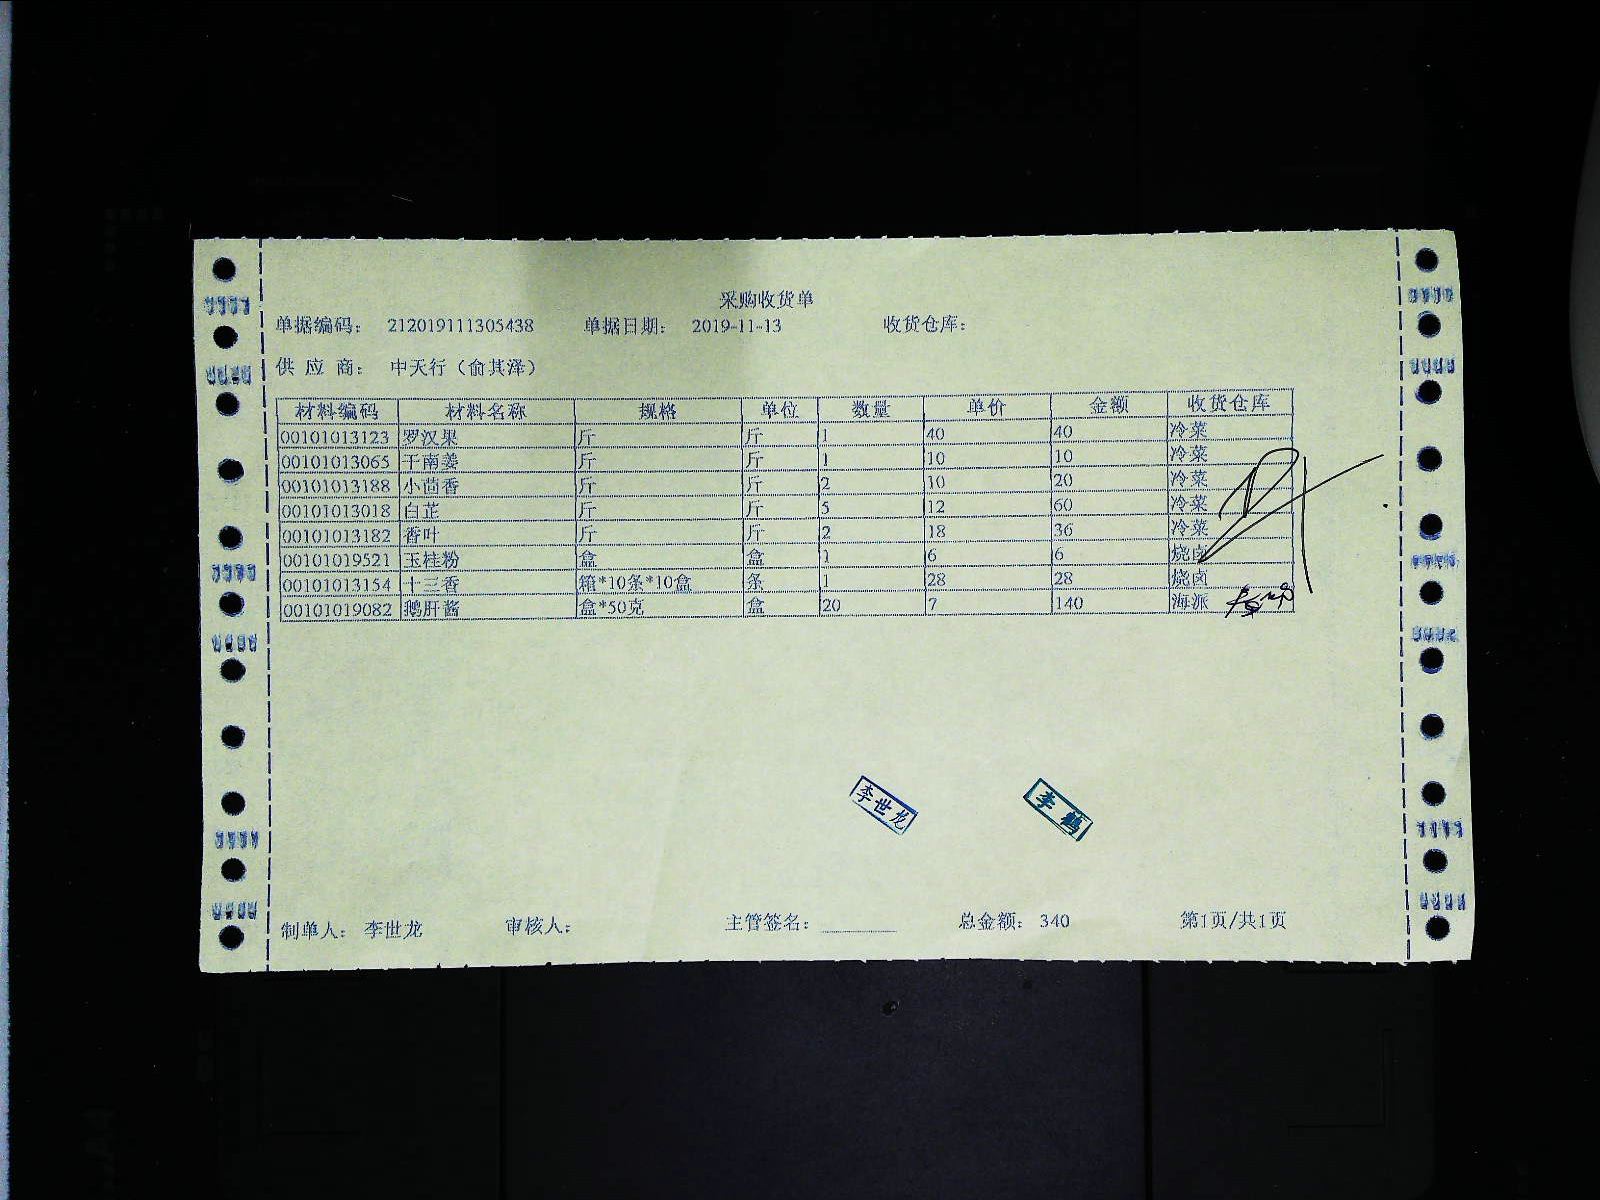 采购收货单
单据编码： 212019111305438 单据日期： 2019-11-13 收货仓库：
供 应 商： 中天行（俞其泽）
材料编码 材料名称 规格 单位 数量 单价 金额 收货仓库
00101013123 罗汉果 斤 斤 1 40 40 冷菜
00101013065 干南姜 斤 斤 1 10 10 冷菜
00101013188 小茴香 斤 斤 2 10 20 冷菜
00101013018 白芷 斤 斤 5 12 60 冷菜
00101013182 香叶 斤 斤 2 18 36 冷菜
00101019521 玉桂粉 盒 盒 1 6 6 烧卤
00101013154 十三香 箱*10条*10盒 条 1 28 28 烧卤
00101019082 鹅肝酱 盒*50克 盒 20 7 140 海派
李世龙 李鹤
制单人： 李世龙 审核人： 主管签名： 总金额： 340 第1页/共1页